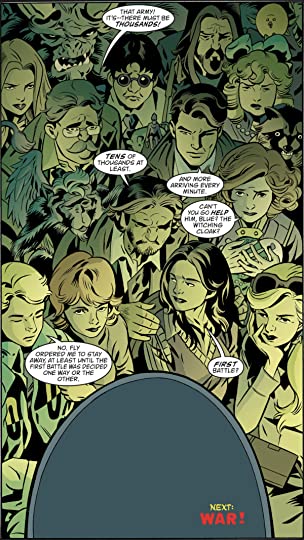 THAT ARMY!
IT'S--THERE MUST BE
THOUSANDS!
TENS OF
THOUSANDS AT
LEAST.
AND MORE
ARRIVING EVERY
MINUTE.
CAN'T
YOU GO HELP
HIM, BLUE? THE
WITCHING
CLOAK?
NO. FLY
ORDERED ME TO STAY
AWAY, AT LEAST UNTIL THE
FIRST BATTLE WAS DECIDED
ONE WAY OR THE
OTHER.
FIRST
BATTLE?
NEXT:
WAR!